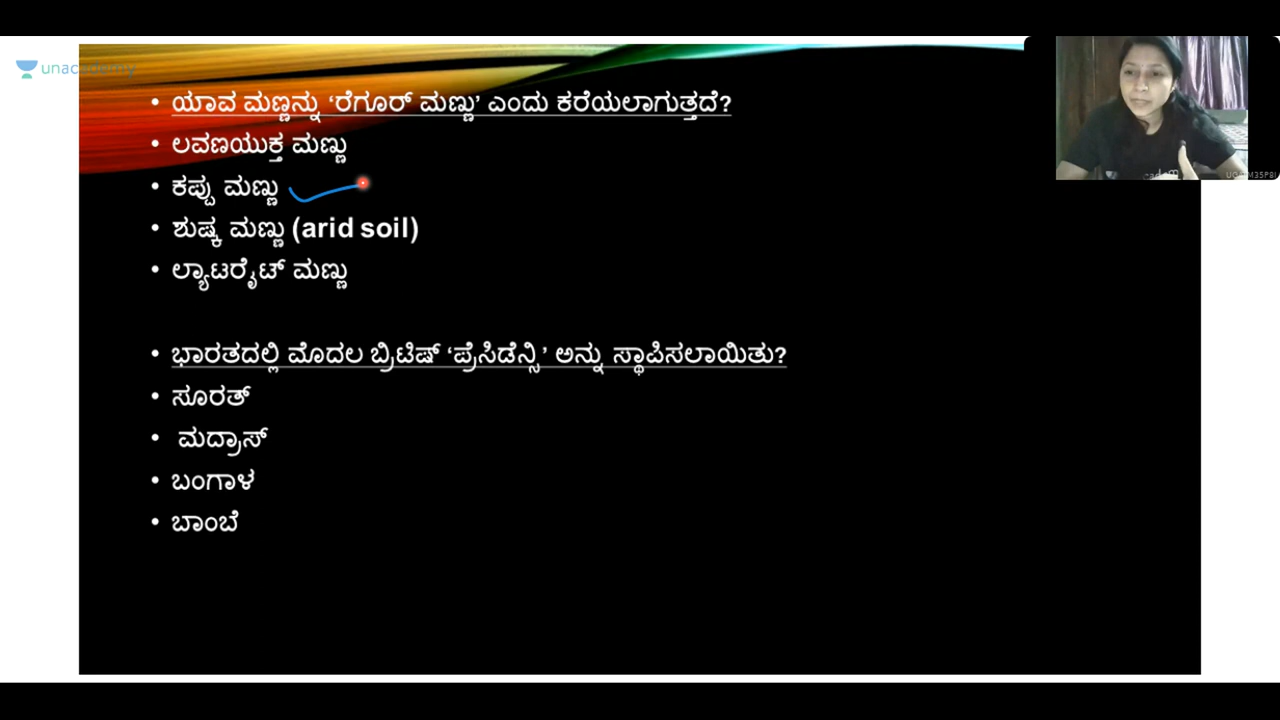 unacademy
• ಯಾವ ಮಣ್ಣನ್ನು ‘ರೆಗೂರ್ ಮಣ್ಣು’ ಎಂದು ಕರೆಯಲಾಗುತ್ತದೆ?
• ಲವಣಯುಕ್ತ ಮಣ್ಣು
• ಕಪ್ಪು ಮಣ್ಣು
• ಶುಷ್ಕ ಮಣ್ಣು (arid soil)
• ಲ್ಯಾಟರೈಟ್ ಮಣ್ಣು
• ಭಾರತದಲ್ಲಿ ಮೊದಲ ಬ್ರಿಟಿಷ್ ‘ಪ್ರೆಸಿಡೆನ್ಸಿ’ ಅನ್ನು ಸ್ಥಾಪಿಸಲಾಯಿತು?
• ಸೂರತ್
• ಮದ್ರಾಸ್
• ಬಂಗಾಳ
• ಬಾಂಬೆ